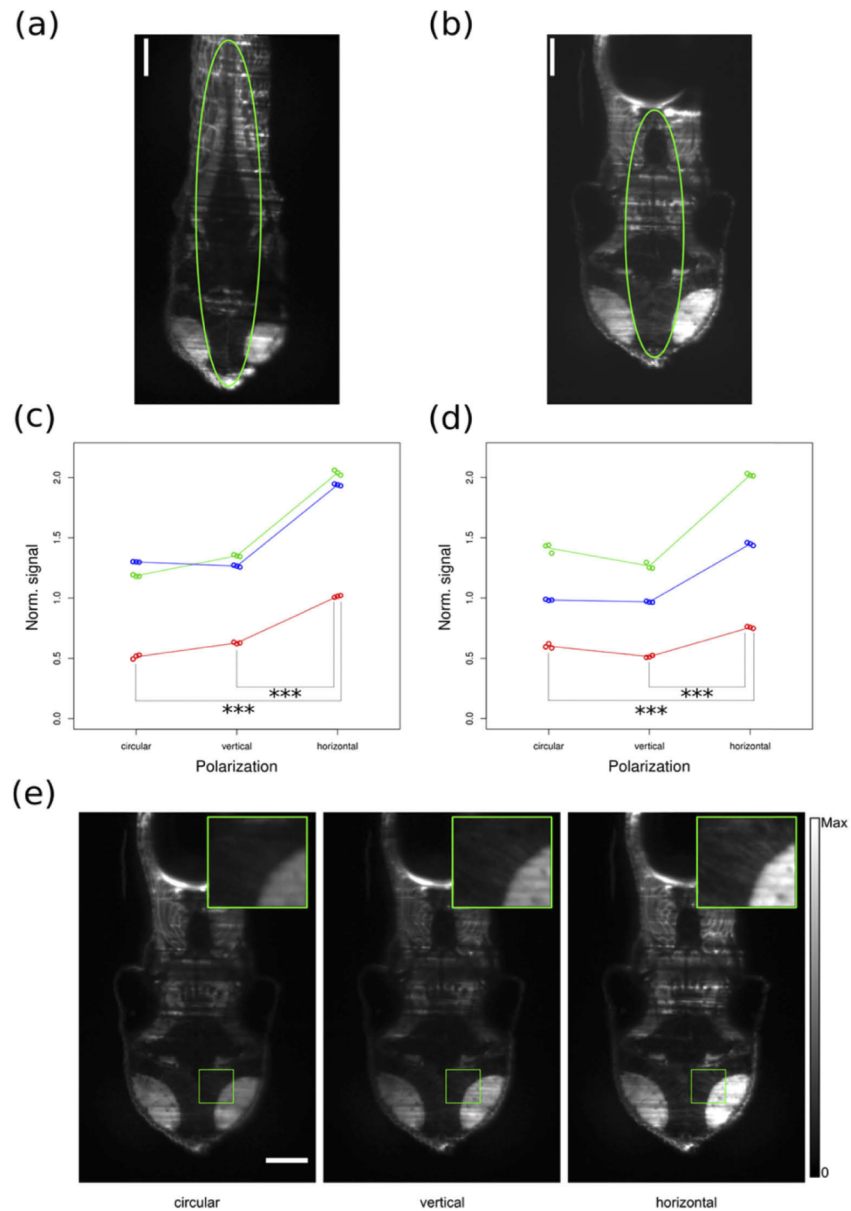 (a)
(b)
(c)
(d)
2.0
1.5
1.0
0.5
0.0
Norm. signal
***
***
circular
vertical
horizontal
Polarization
2.0
1.5
1.0
0.5
0.0
Norm. signal
***
***
circular
vertical
horizontal
Polarization
(e)
Max
0
circular
vertical
horizontal